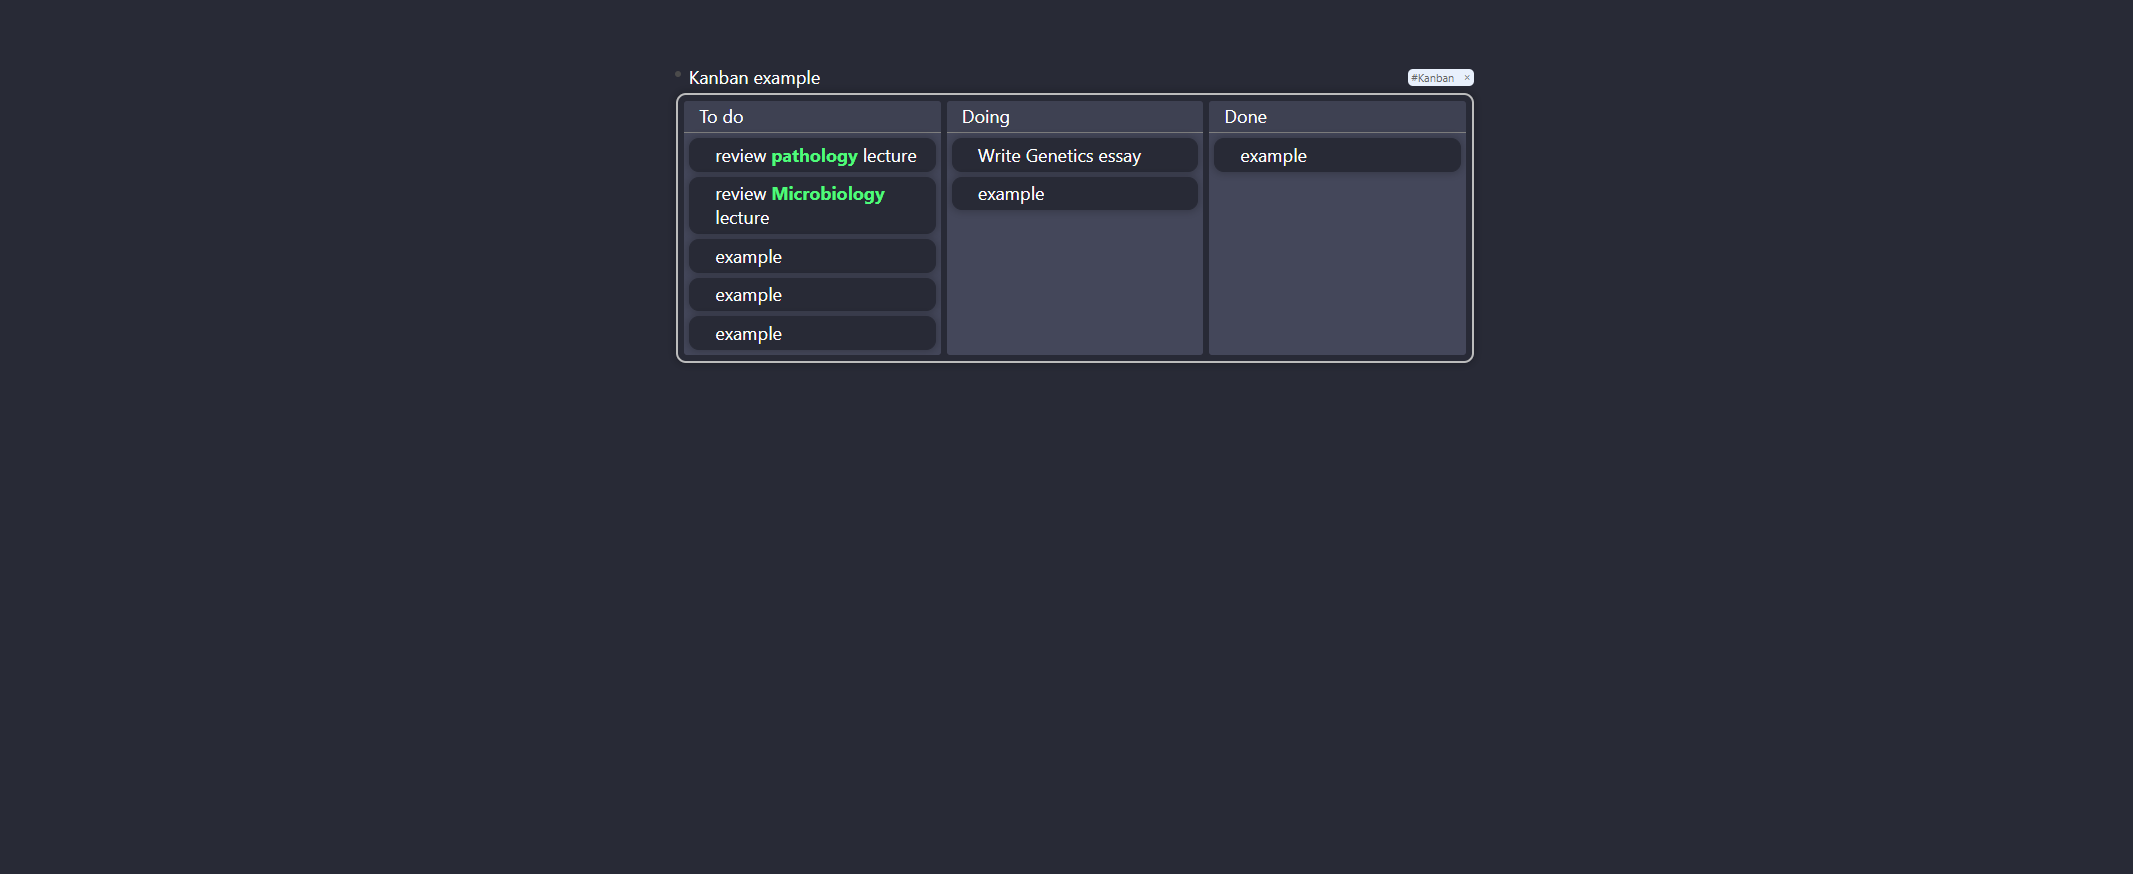 Kanban example
#Kanban ×
To do
review pathology lecture
review Microbiology
lecture
example
example
example
Doing
Write Genetics essay
example
Done
example